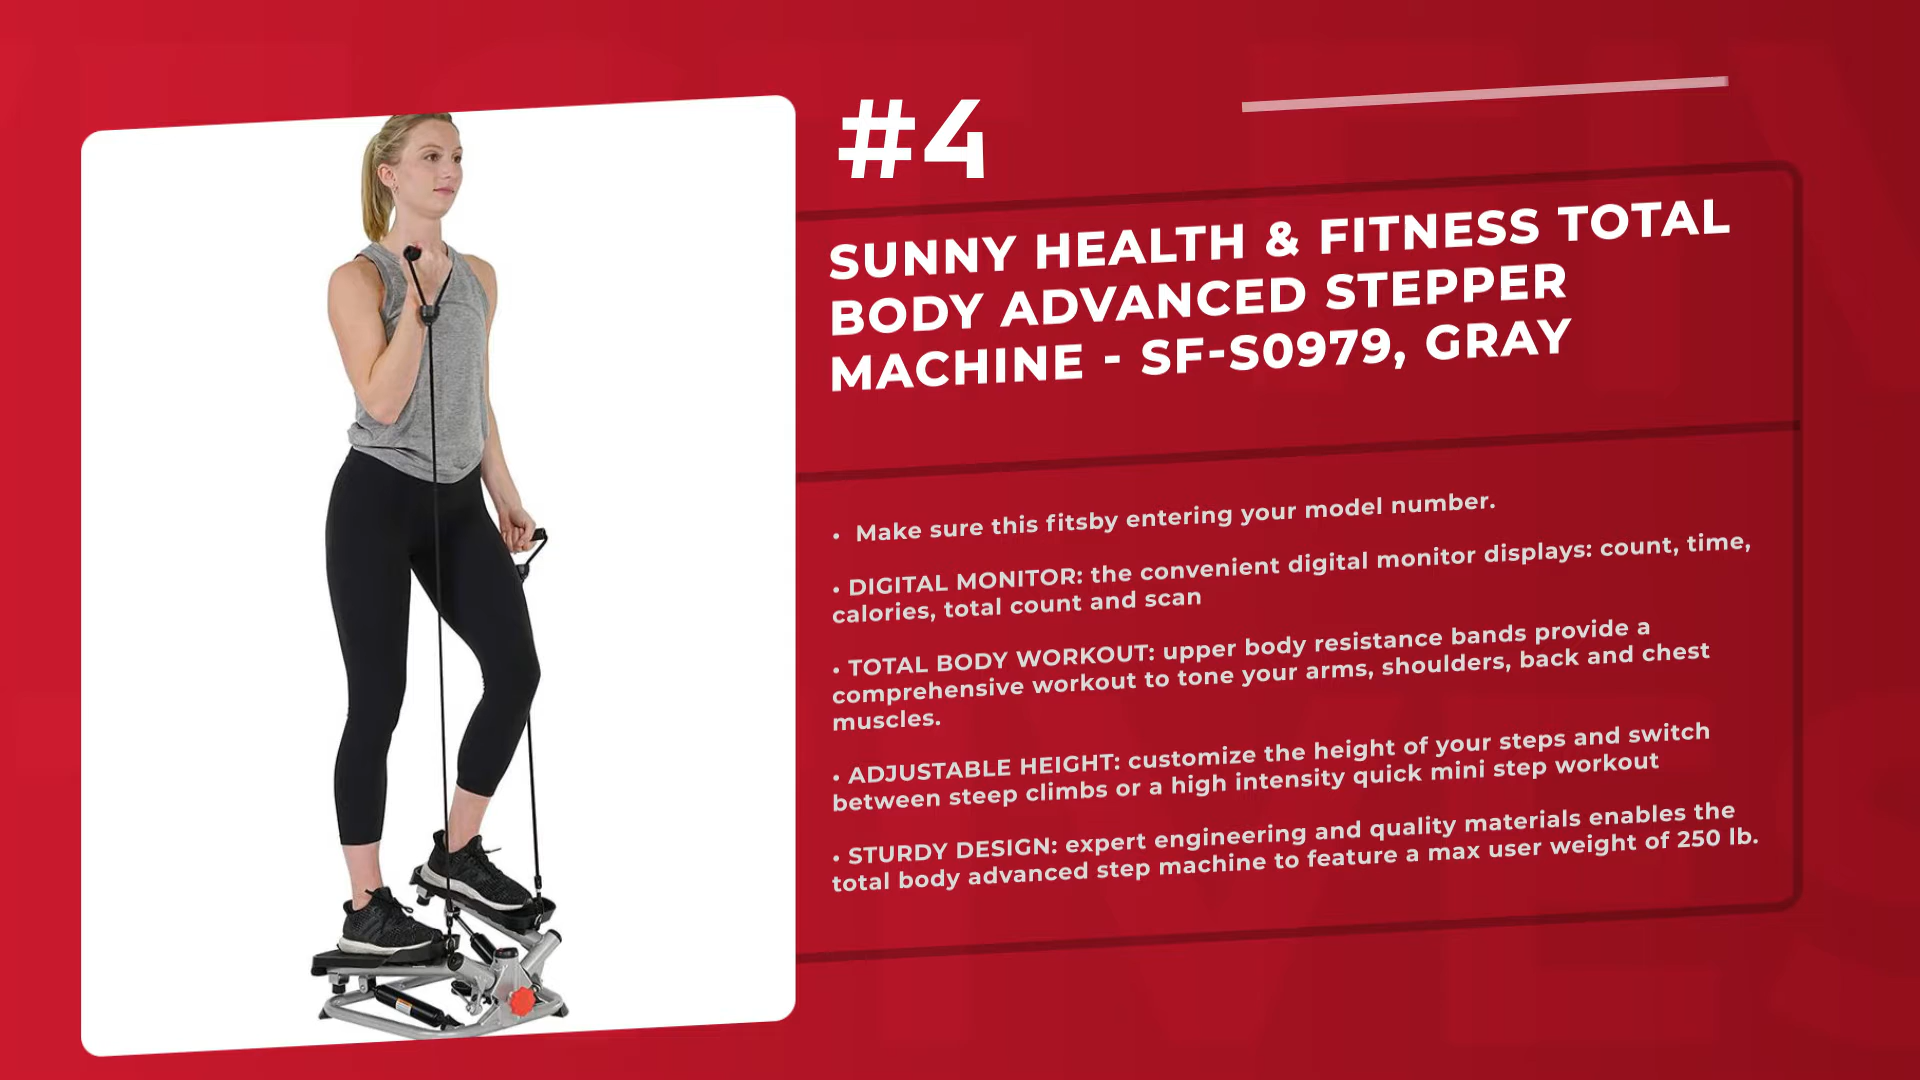 #4
SUNNY HEALTH & FITNESS TOTAL
BODY ADVANCED STEPPER
MACHINE - SF-S0979, GRAY
• Make sure this fitsby entering your model number.
• DIGITAL MONITOR: the convenient digital monitor displays: count, time,
calories, total count and scan
• TOTAL BODY WORKOUT: upper body resistance bands provide a
comprehensive workout to tone your arms, shoulders, back and chest
muscles.
• ADJUSTABLE HEIGHT: customize the height of your steps and switch
between steep climbs or a high intensity quick mini step workout
• STURDY DESIGN: expert engineering and quality materials enables the
total body advanced step machine to feature a max user weight of 250 lb.